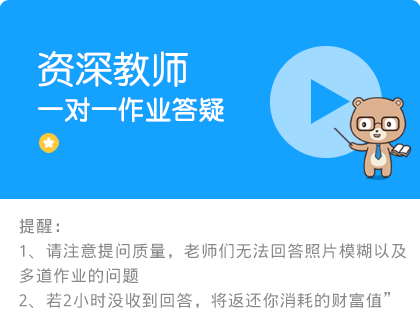 资深教师
一对一作业答疑
提醒：
1、请注意提问质量，老师们无法回答照片模糊以及
多道作业的问题
2、若2小时没收到回答，将返还你消耗的财富值”